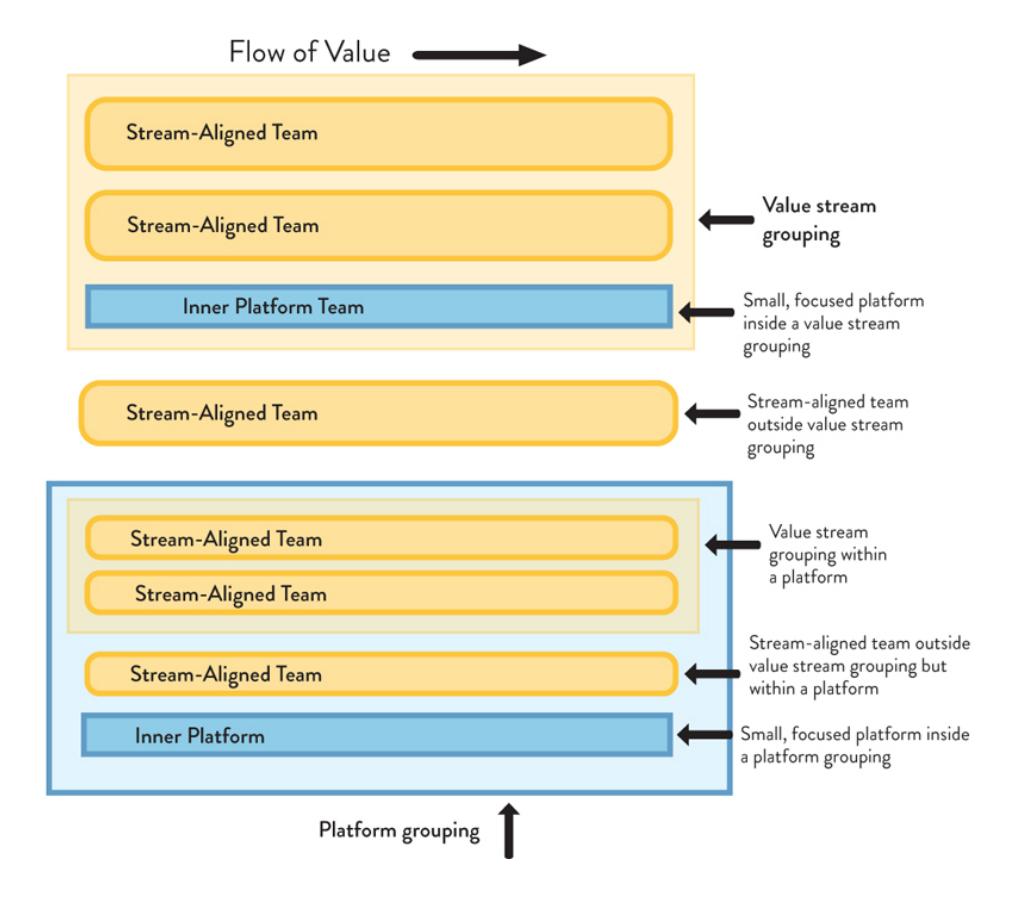 Flow of Value
Stream-Aligned Team
Stream-Aligned Team
Value stream
grouping
Inner Platform Team
Small, focused platform
inside a value stream
grouping
Stream-Aligned Team
Stream-aligned team
outside value stream
grouping
Stream-Aligned Team
Value stream
grouping within
a platform
Stream-Aligned Team
Stream-Aligned Team
Stream-aligned team outside
value stream grouping but
within a platform
Inner Platform
Small, focused platform inside
a platform grouping
Platform grouping